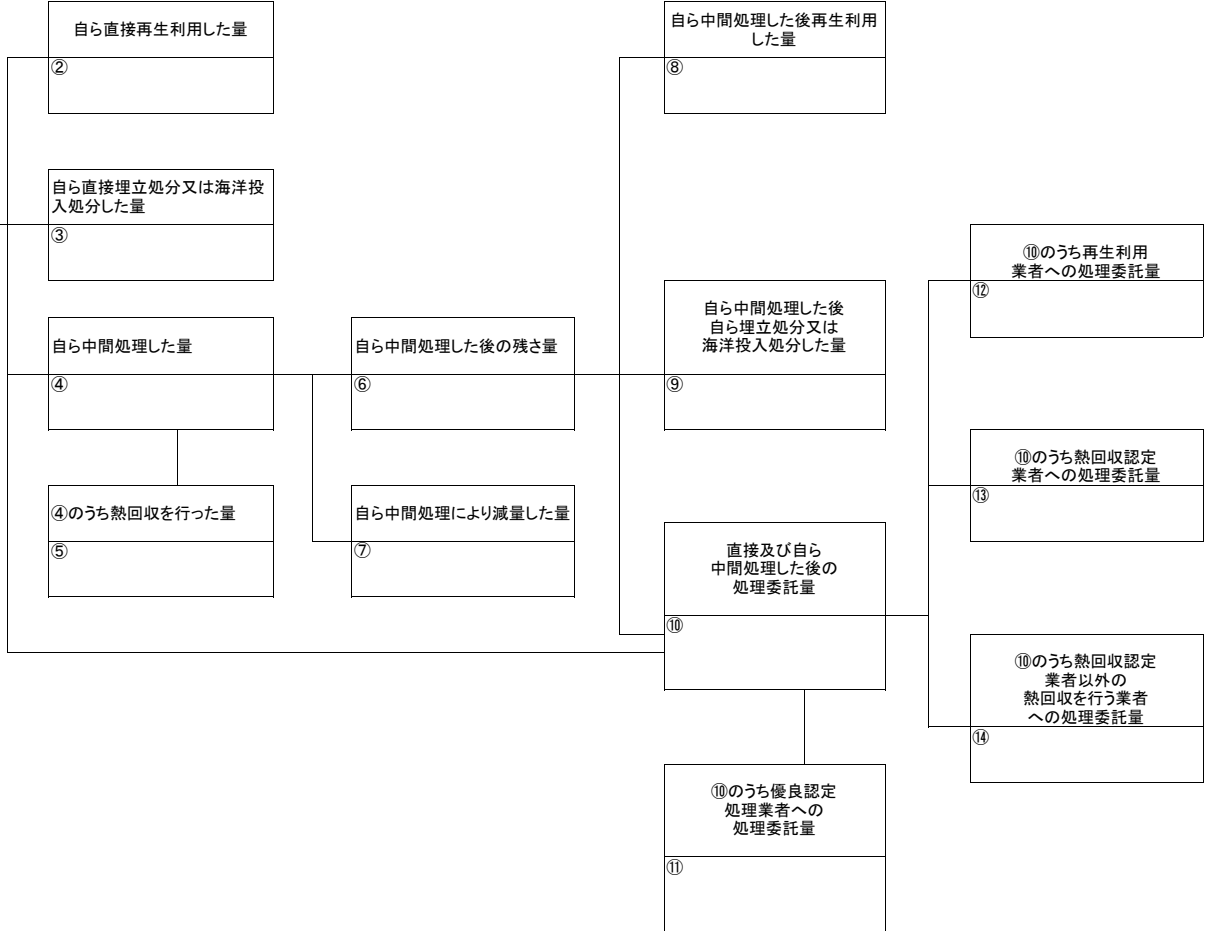 自ら直接再生利用した量
②
自ら直接埋立処分又は海洋投
入処分した量
③
自ら中間処理した量
④
④のうち熱回収を行った量
⑤
自ら中間処理した後の残さ量
⑥
自ら中間処理により減量した量
⑦
自ら中間処理した後再生利用
した量
⑧
自ら中間処理した後
自ら埋立処分又は
海洋投入処分した量
⑨
直接及び自ら
中間処理した後の
処理委託量
⑩
⑩のうち優良認定
処理業者への
処理委託量
⑪
⑩のうち再生利用
業者への処理委託量
⑫
⑩のうち熱回収認定
業者への処理委託量
⑬
⑩のうち熱回収認定
業者以外の
熱回収を行う業者
への処理委託量
⑭